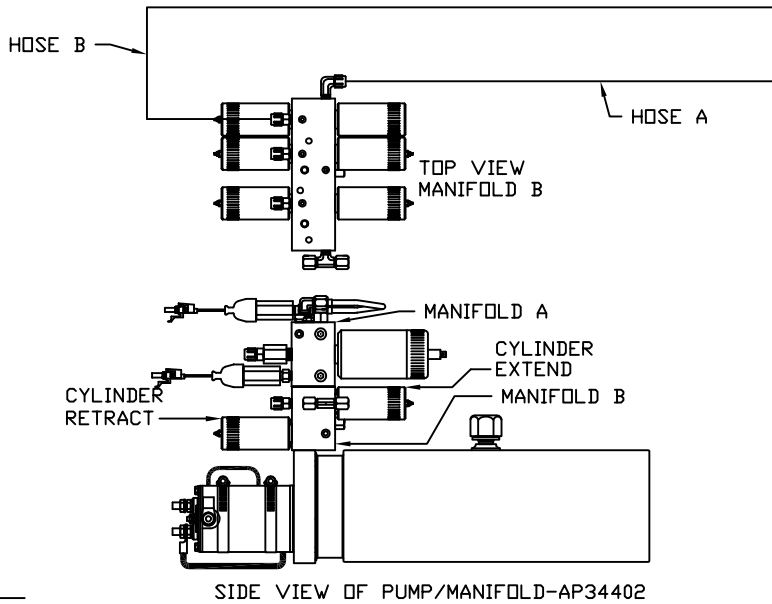 HOSE B
HOSE A
TOP VIEW
MANIFOLD B
MANIFOLD A
CYLINDER
EXTEND
CYLINDER
RETRACT
MANIFOLD B
SIDE VIEW OF PUMP/MANIFOLD-AP34402